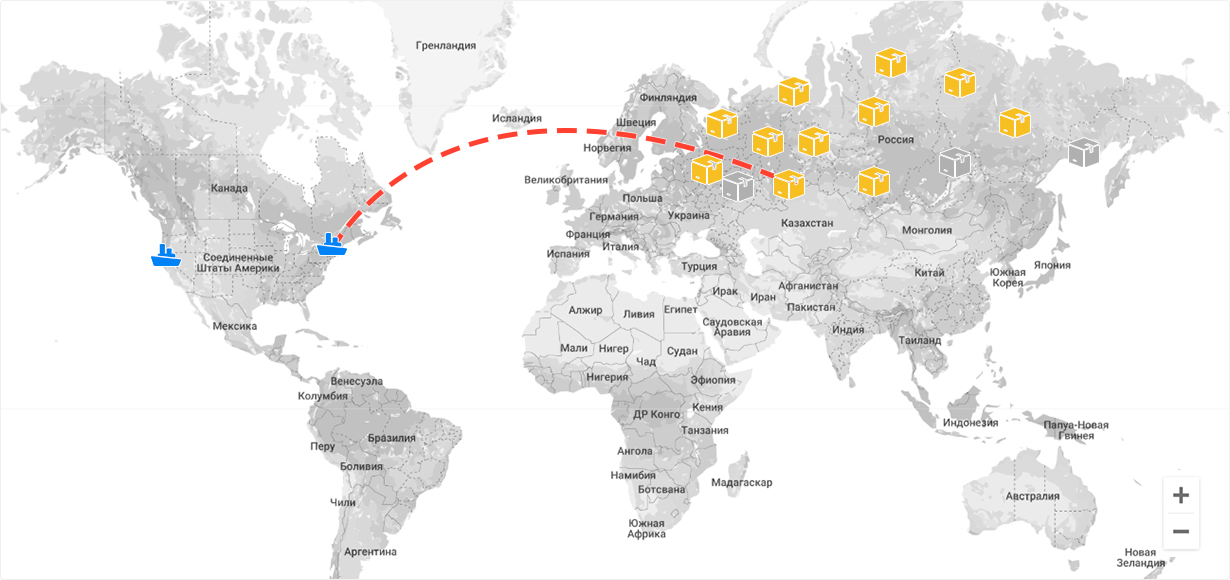 Гренландия
Финляндия
Исландия
Швеция
Россия
Норвегия
Канада
Великобритания
Польша
Германия
Украина
Казахстан
Франция
Монголия
Италия
Испания
Соединенные
Штаты Америки
Турция
Китай
Япония
Южная
Корея
Афганистан
Ирак
Иран
Пакистан
Алжир
Ливия
Египет
Саудовская
Аравия
Мексика
Индия
Таиланд
Мали
Нигер
Судан
Чад
Венесуэла
Нигерия
Эфиопия
Колумбия
Кения
ДР Конго
Индонезия
Папуа-Новая
Гвинея
Танзания
Бразилия
Перу
Ангола
Боливия
Намибия
Мадагаскар
Ботсвана
Австралия
Чили
Южная
Африка
Аргентина
Новая
Зеландия
+
−